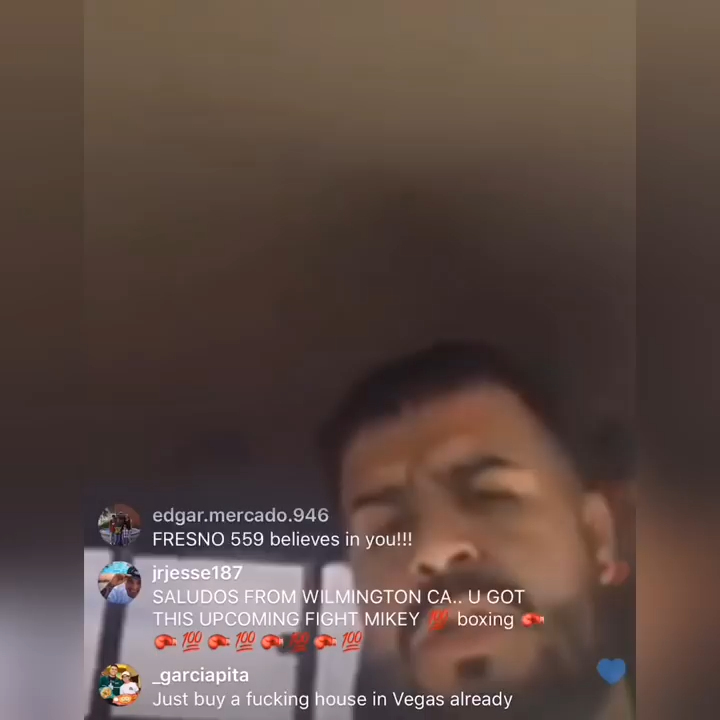 edgar.mercado.946
FRESNO 559 believes in you!!!
jrjesse187
SALUDOS FROM WILMINGTON CA.. U GOT
THIS UPCOMING FIGHT MIKEY 💯 boxing 🥊
🥊💯🥊💯🥊💯🥊💯
_garciapita
Just buy a fucking house in Vegas already